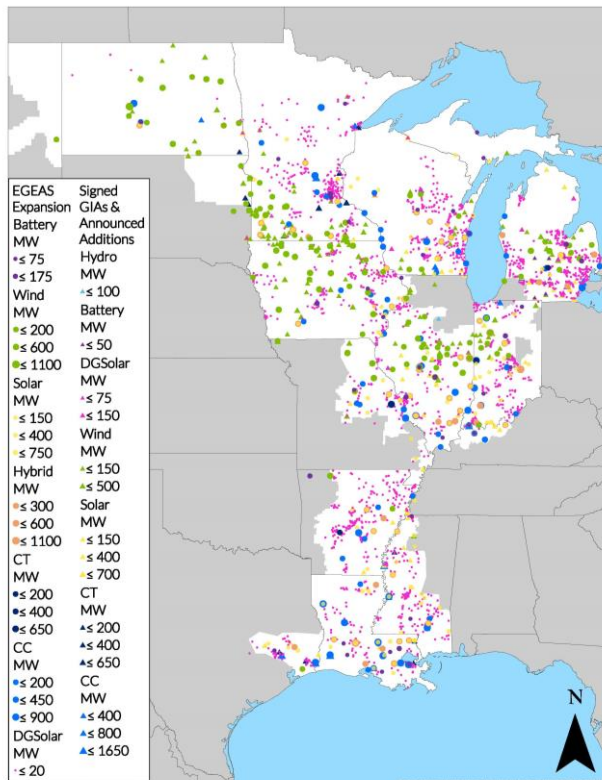 EGEAS
Expansion
Battery
MW
≤ 75
≤ 175
Wind
MW
≤ 200
≤ 600
≤ 1100
Solar
MW
≤ 150
≤ 400
≤ 750
Hybrid
MW
≤ 300
≤ 600
≤ 1100
CT
MW
≤ 200
≤ 400
≤ 650
CC
MW
≤ 200
≤ 450
≤ 900
DGSolar
MW
≤ 20
Signed
GIAs &
Announced
Additions
Hydro
MW
≤ 100
Battery
MW
≤ 50
DGSolar
MW
≤ 75
≤ 150
Wind
MW
≤ 150
≤ 500
Solar
MW
≤ 150
≤ 400
≤ 700
CT
MW
≤ 200
≤ 400
≤ 650
CC
MW
≤ 400
≤ 800
≤ 1650
N